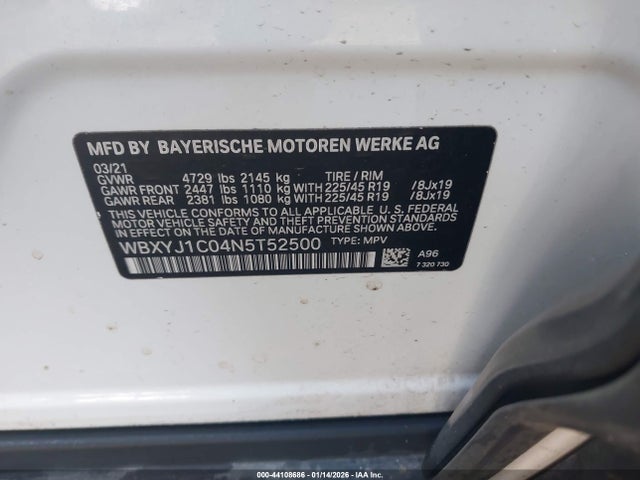 MFD BY BAYERISCHE MOTOREN WERKE AG
03/21
GVWR 4729 lbs 2145 kg TIRE / RIM
GAWR FRONT 2447 lbs 1110 kg WITH 225/45 R19 /8Jx19
GAWR REAR 2381 lbs 1080 kg WITH 225/45 R19 /8Jx19
THIS VEHICLE CONFORMS TO ALL APPLICABLE U. S. FEDERAL
MOTOR VEHICLE SAFETY, BUMPER, AND THEFT PREVENTION
STANDARDS IN EFFECT ON THE DATE OF MANUFACTURE SHOWN ABOVE.
WBXYJ1C04N5T52500 TYPE: MPV
A96
7 320 730
000-44108686 - 01/14/2026 - IAA Inc.